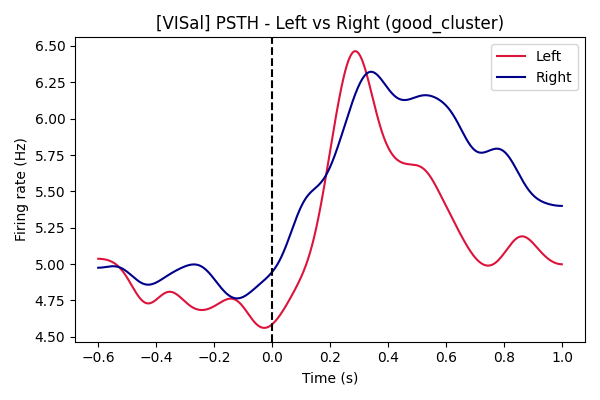 [VISal] PSTH - Left vs Right (good_cluster)
Firing rate (Hz)
6.50
6.25
6.00
5.75
5.50
5.25
5.00
4.75
4.50
Left
Right
−0.6 −0.4 −0.2 0.0 0.2 0.4 0.6 0.8 1.0
Time (s)